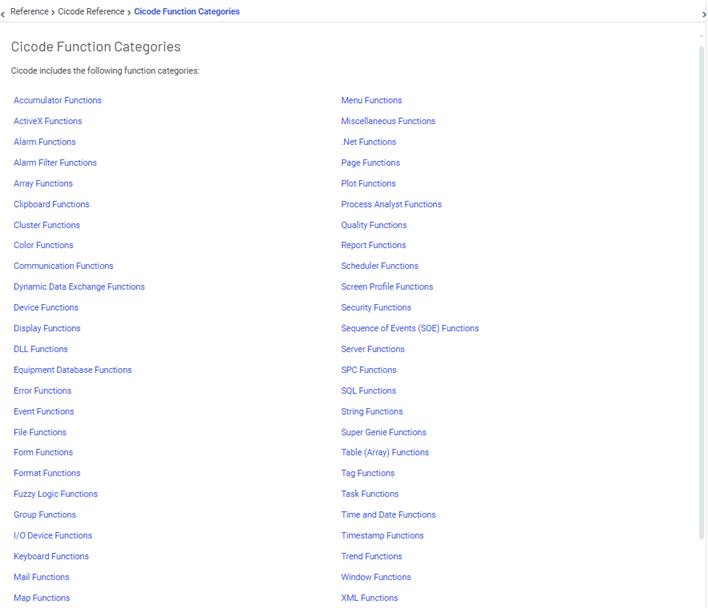 Reference > Cicode Reference > Cicode Function Categories
Cicode Function Categories
Cicode includes the following function categories:
Accumulator Functions
ActiveX Functions
Alarm Functions
Alarm Filter Functions
Array Functions
Clipboard Functions
Cluster Functions
Color Functions
Communication Functions
Dynamic Data Exchange Functions
Device Functions
Display Functions
DLL Functions
Equipment Database Functions
Error Functions
Event Functions
File Functions
Form Functions
Format Functions
Fuzzy Logic Functions
Group Functions
I/O Device Functions
Keyboard Functions
Mail Functions
Map Functions
Menu Functions
Miscellaneous Functions
.Net Functions
Page Functions
Plot Functions
Process Analyst Functions
Quality Functions
Report Functions
Scheduler Functions
Screen Profile Functions
Security Functions
Sequence of Events (SOE) Functions
Server Functions
SPC Functions
SQL Functions
String Functions
Super Genie Functions
Table (Array) Functions
Tag Functions
Task Functions
Time and Date Functions
Timestamp Functions
Trend Functions
Window Functions
XML Functions